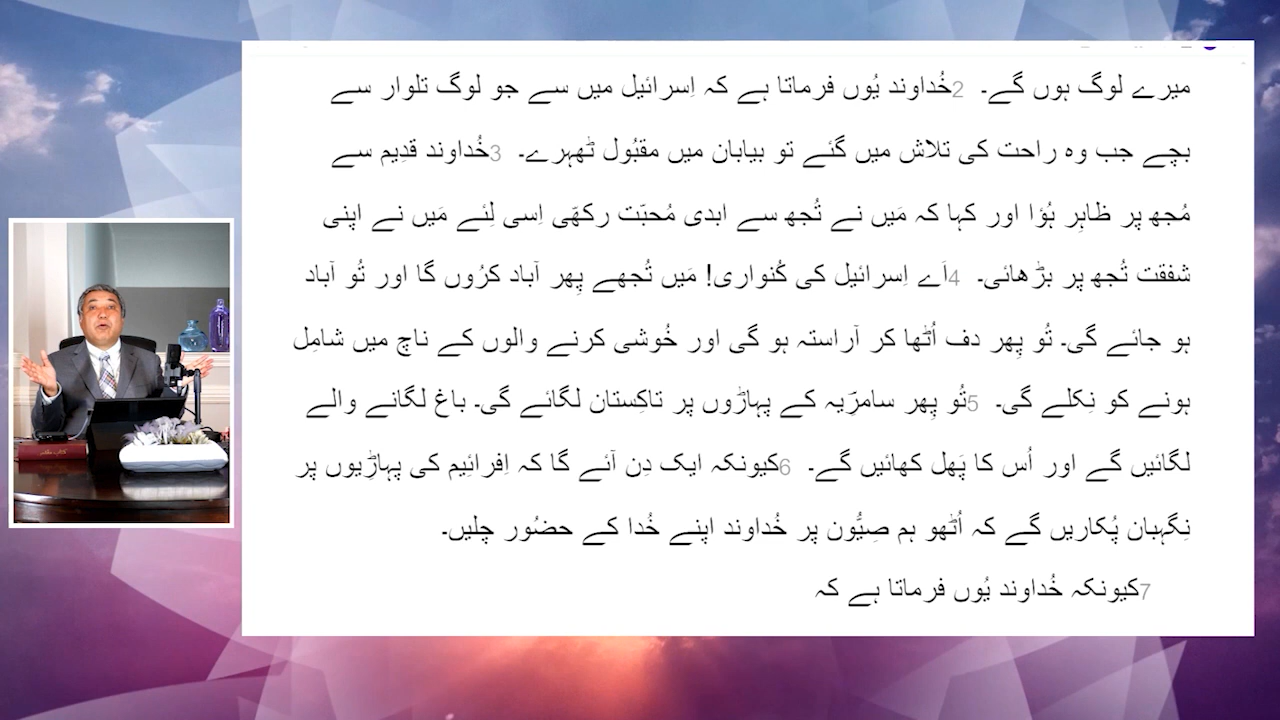 میرے لوگ ہوں گے۔ 2خُداوند یُوں فرماتا ہے کہ اِسرائیل میں سے جو لوگ تلوار سے
بچے جب وہ راحت کی تلاش میں گئے تو بیابان میں مقبُول ٹھہرے۔ 3خُداوند قدِیم سے
مُجھ پر ظاہِر ہُؤا اور کہا کہ مَیں نے تُجھ سے ابدی مُحبّت رکھّی اِسی لِئے مَیں نے اپنی
شفقت تُجھ پر بڑھائی۔ 4اَے اِسرائیل کی کُنواری! مَیں تُجھے پِھر آباد کرُوں گا اور تُو آباد
ہو جائے گی۔ تُو پِھر دف اُٹھا کر آراستہ ہو گی اور خُوشی کرنے والوں کے ناچ میں شامِل
ہونے کو نِکلے گی۔ 5تُو پِھر سامرؔیہ کے پہاڑوں پر تاکِستان لگائے گی۔ باغ لگانے والے
لگائیں گے اور اُس کا پَھل کھائیں گے۔ 6کیونکہ ایک دِن آئے گا کہ اِفرائِیم کی پہاڑِیوں پر
نِگہبان پُکاریں گے کہ اُٹھو ہم صِیُّون پر خُداوند اپنے خُدا کے حضُور چلیں۔
7کیونکہ خُداوند یُوں فرماتا ہے کہ